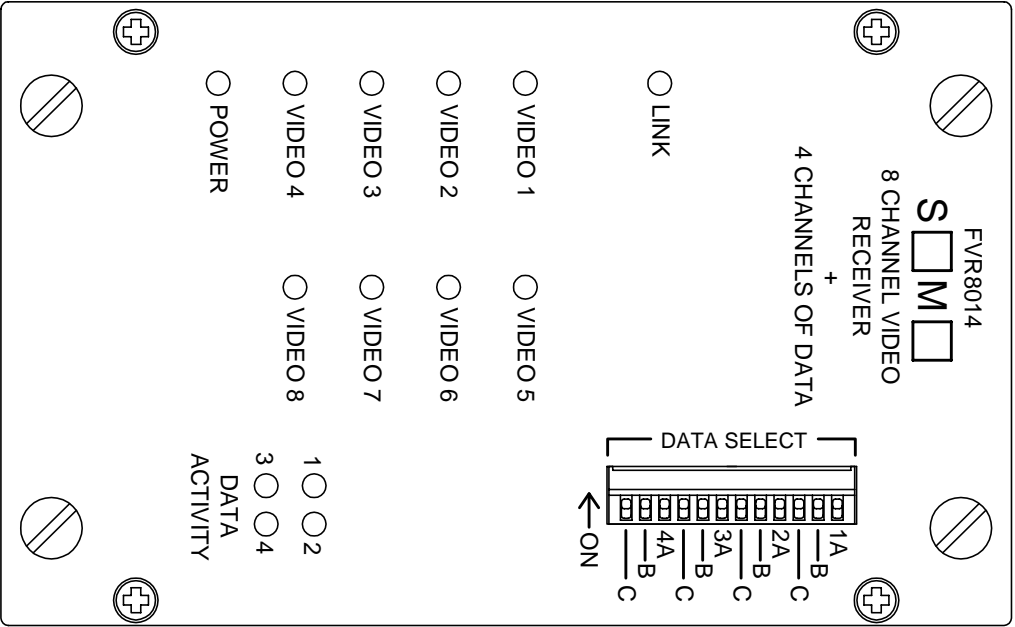 FVR8014
S M
8 CHANNEL VIDEO
RECEIVER
+
4 CHANNELS OF DATA
LINK
VIDEO 1
VIDEO 2
VIDEO 3
VIDEO 4
POWER
VIDEO 5
VIDEO 6
VIDEO 7
VIDEO 8
DATA SELECT
1A
B
C
2A
B
C
3A
B
C
4A
B
C
ON
1 2
3 4
DATA
ACTIVITY